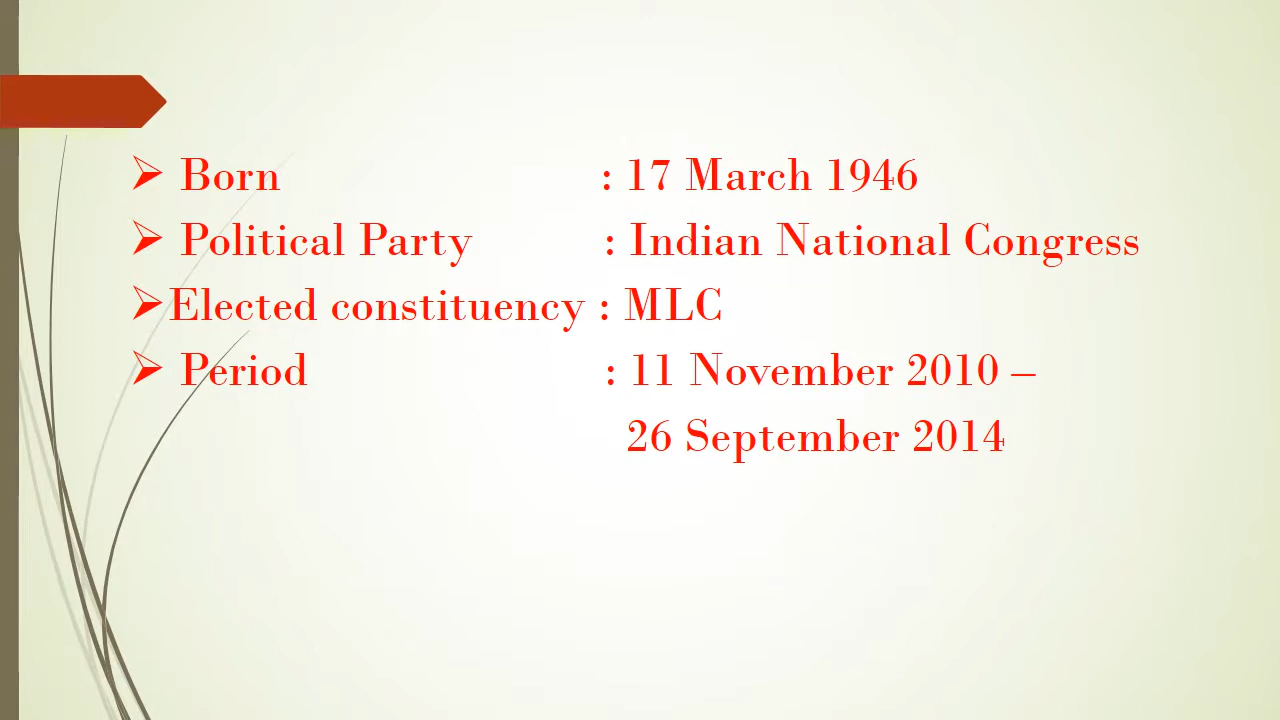 Born : 17 March 1946
Political Party : Indian National Congress
Elected constituency : MLC
Period : 11 November 2010 –
26 September 2014